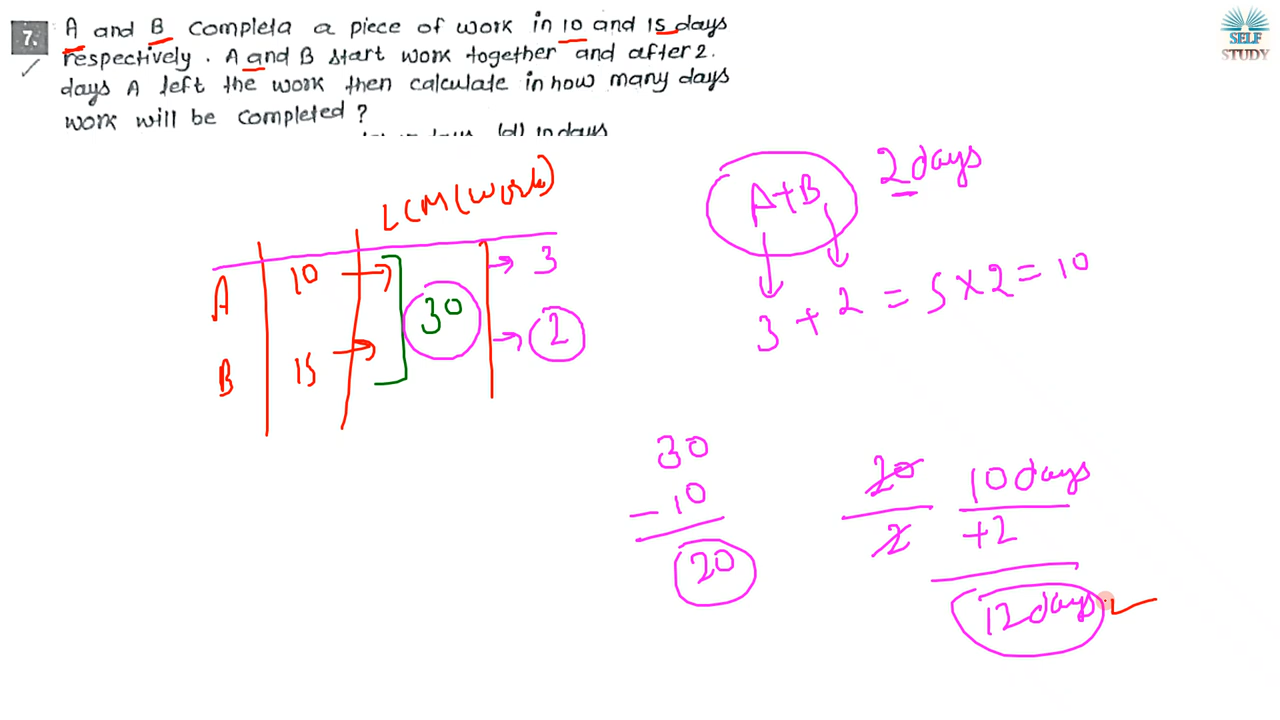 7.
A and B Completa a piece of work in 10 and 15 days
respectively. A and B start work together and after 2.
days A left the work then calculate in how many days
work will be completed ?
(d) 10 days
SELF
STUDY
LCM(work)
A 10 30 3
B 15 2
A+B 2days
3 + 2 = 5 × 2 = 10
30
- 10
20
20
2
10 days
+2
12 days